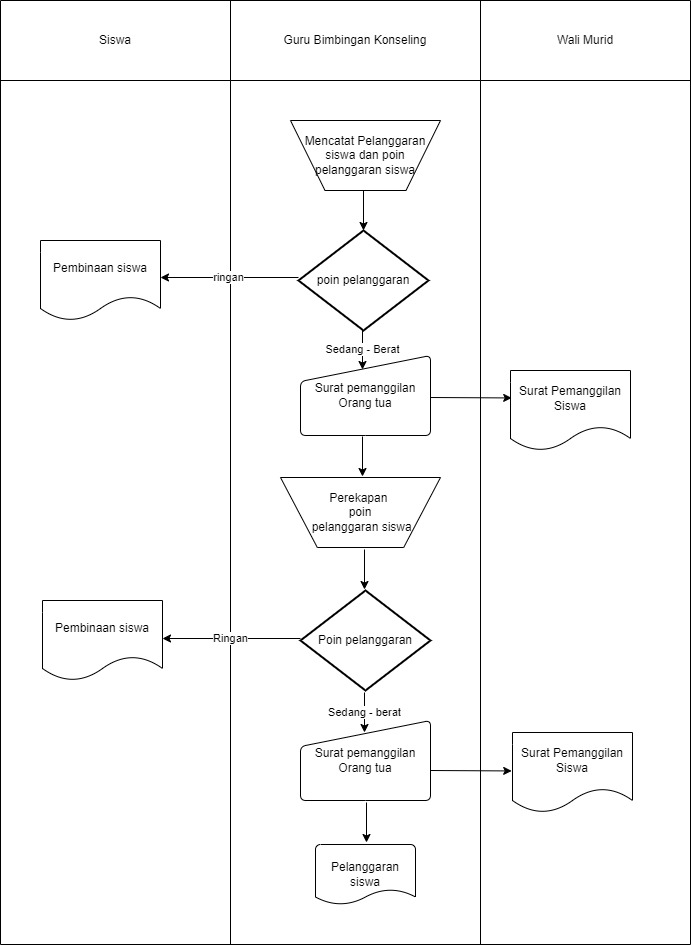 Siswa
Guru Bimbingan Konseling
Wali Murid
Mencatat Pelanggaran
siswa dan poin
pelanggaran siswa
poin pelanggaran
ringan
Pembinaan siswa
Sedang - Berat
Surat pemanggilan
Orang tua
Surat Pemanggilan
Siswa
Perekapan
poin
pelanggaran siswa
Poin pelanggaran
Ringan
Pembinaan siswa
Sedang - berat
Surat pemanggilan
Orang tua
Surat Pemanggilan
Siswa
Pelanggaran
siswa